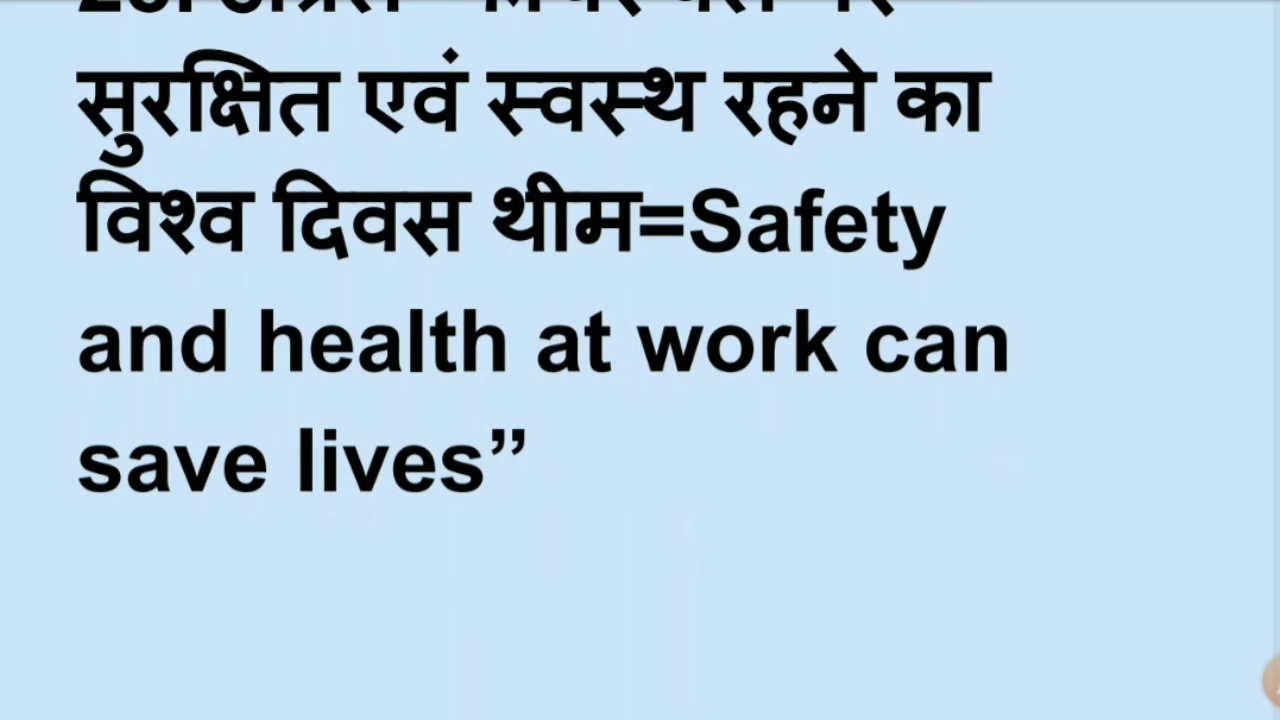 सुरक्षित एवं स्वस्थ रहने का
विश्व दिवस थीम=Safety
and health at work can
save lives”